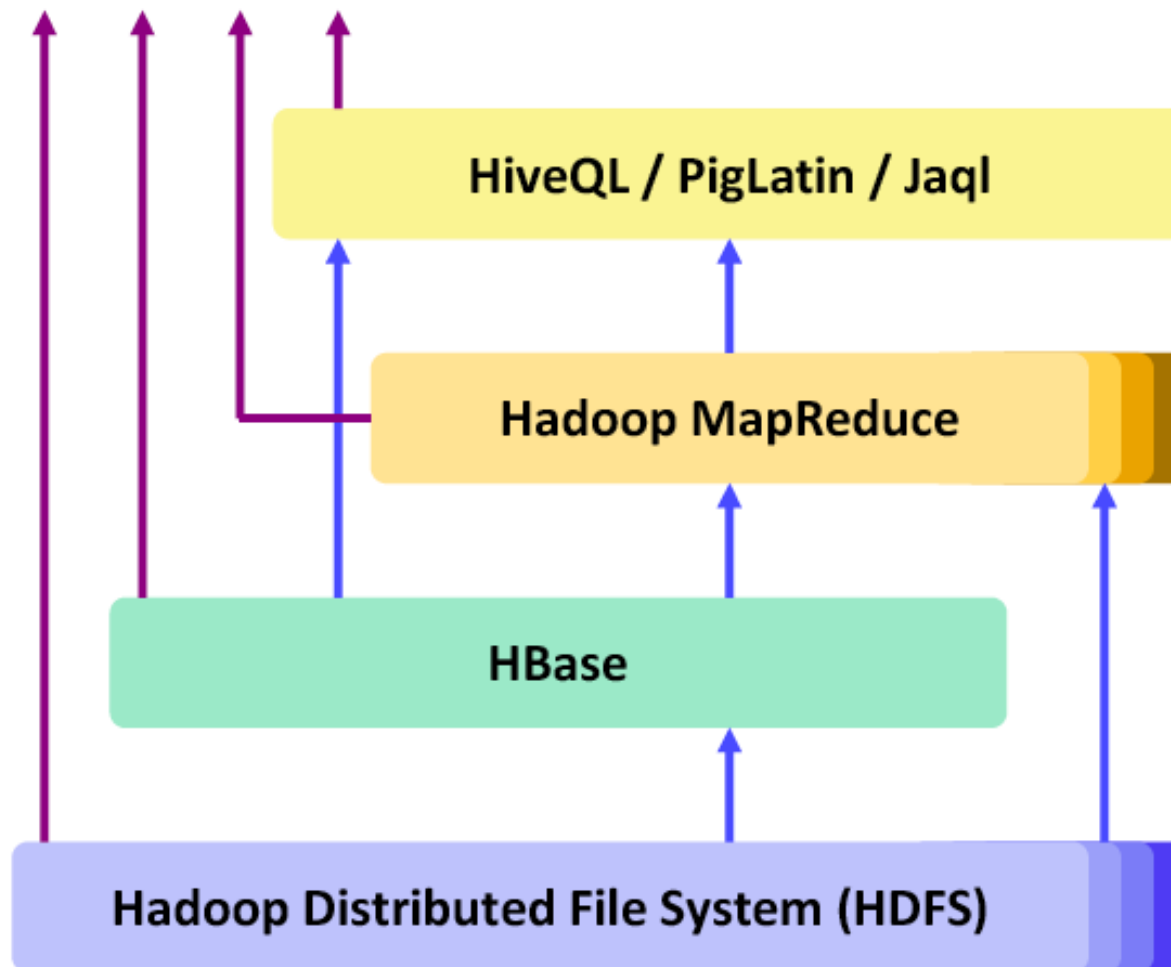 HiveQL / PigLatin / Jaql
Hadoop MapReduce
HBase
Hadoop Distributed File System (HDFS)